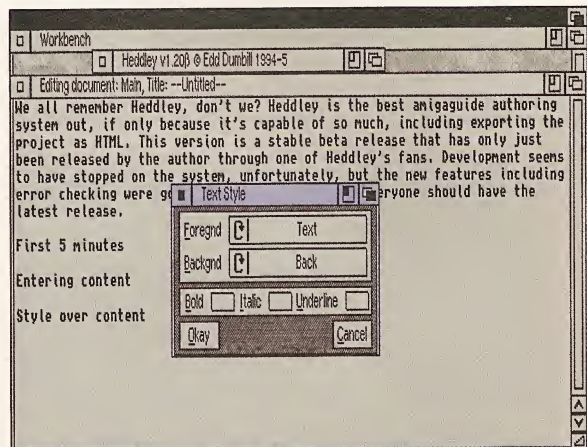 Workbench
Heddley v1.20β © Edd Dumbill 1994-5
Editing document: Main, Title: --Untitled--
We all remember Heddley, don't we? Heddley is the best amigaguide authoring
system out, if only because it's capable of so much, including exporting the
project as HTML. This version is a stable beta release that has only just
been released by the author through one of Heddley's fans. Development seems
to have stopped on the system, unfortunately, but the new features including
error checking were eryone should have the
latest release.
Text Style
Foregnd Text
Backgnd Back
Bold Italic Underline
Okay Cancel
First 5 minutes
Entering content
Style over content